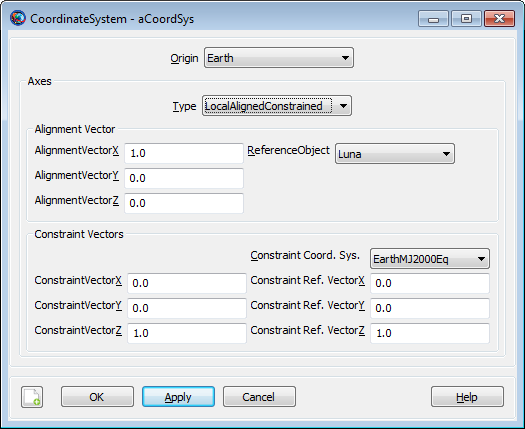 CoordinateSystem - aCoordSys
Origin Earth
Axes
Type LocalAlignedConstrained
Alignment Vector
AlignmentVectorX 1.0 ReferenceObject Luna
AlignmentVectorY 0.0
AlignmentVectorZ 0.0
Constraint Vectors
Constraint Coord. Sys. EarthMJ2000Eq
ConstraintVectorX 0.0 Constraint Ref. VectorX 0.0
ConstraintVectorY 0.0 Constraint Ref. VectorY 0.0
ConstraintVectorZ 1.0 Constraint Ref. VectorZ 1.0
OK Apply Cancel Help